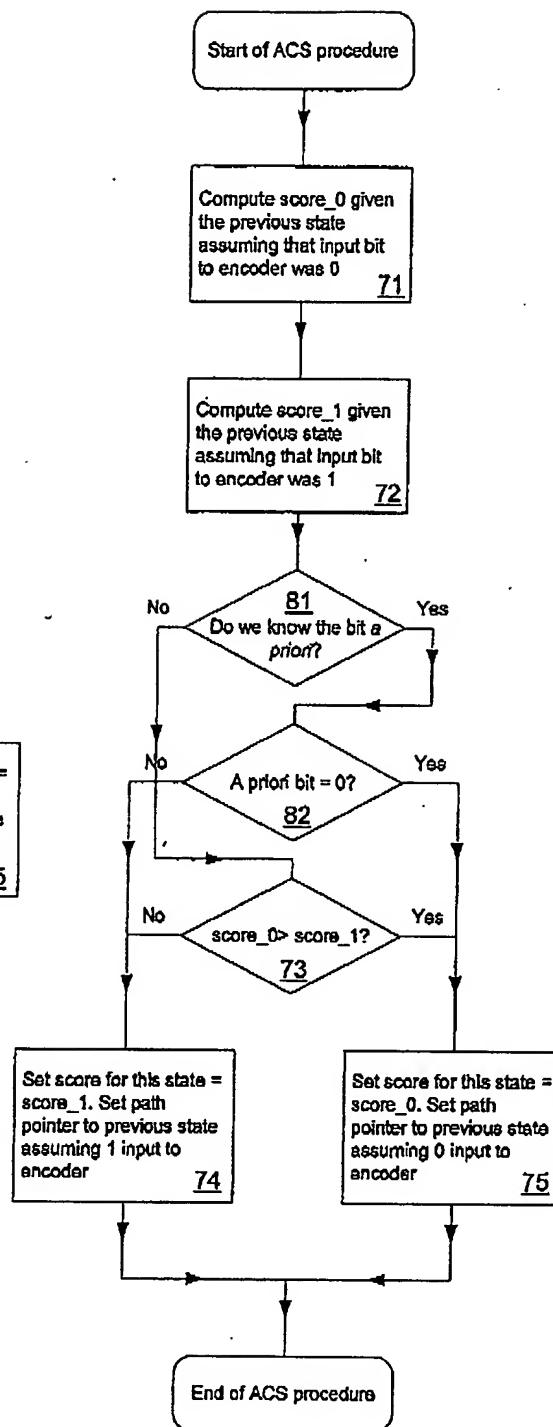 Start of ACS procedure
Compute score_0 given
the previous state
assuming that input bit
to encoder was 0
71
Compute score_1 given
the previous state
assuming that input bit
to encoder was 1
72
81
No
Yes
Do we know the bit a
priori?
=
No
Yes
A priori bit = 0?
e
82
5
No
Yes
score_0> score_1?
73
Set score for this state =
score_1. Set path
pointer to previous state
assuming 1 input to
encoder
74
Set score for this state =
score_0. Set path
pointer to previous state
assuming 0 input to
encoder
75
End of ACS procedure